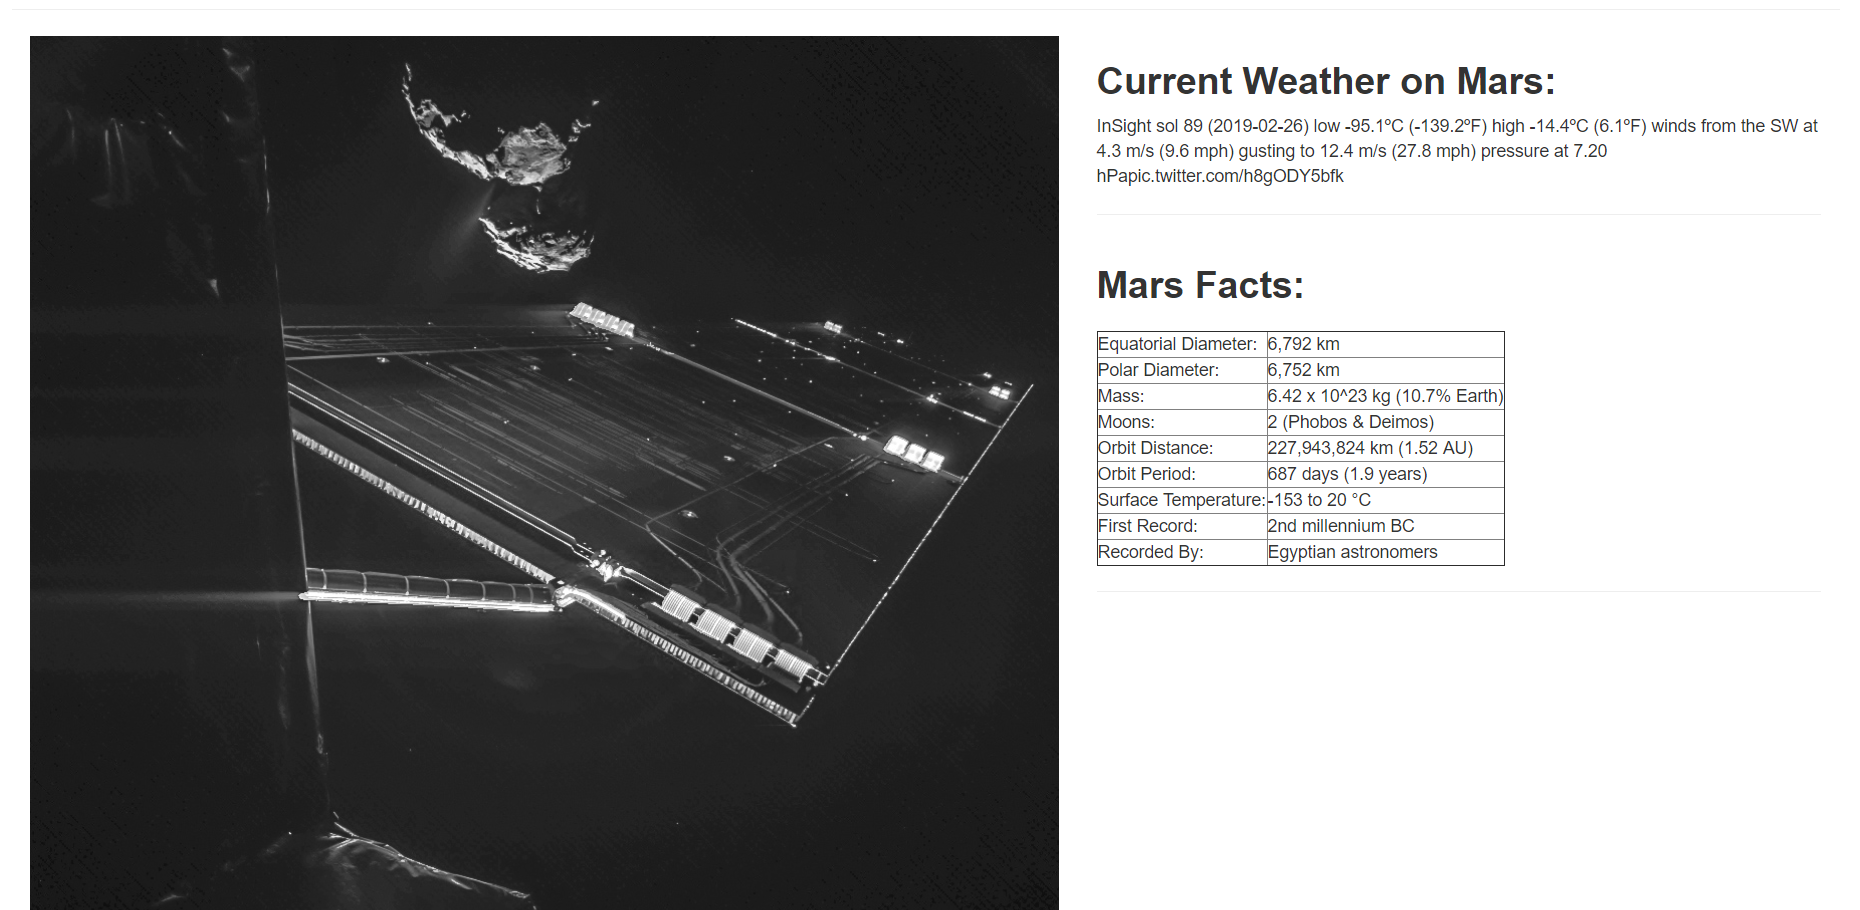 Current Weather on Mars:
InSight sol 89 (2019-02-26) low -95.1ºC (-139.2ºF) high -14.4ºC (6.1ºF) winds from the SW at
4.3 m/s (9.6 mph) gusting to 12.4 m/s (27.8 mph) pressure at 7.20
hPapic.twitter.com/h8gODY5bfk
Mars Facts:
Equatorial Diameter: 6,792 km
Polar Diameter: 6,752 km
Mass: 6.42 x 10^23 kg (10.7% Earth)
Moons: 2 (Phobos & Deimos)
Orbit Distance: 227,943,824 km (1.52 AU)
Orbit Period: 687 days (1.9 years)
Surface Temperature: -153 to 20 °C
First Record: 2nd millennium BC
Recorded By: Egyptian astronomers